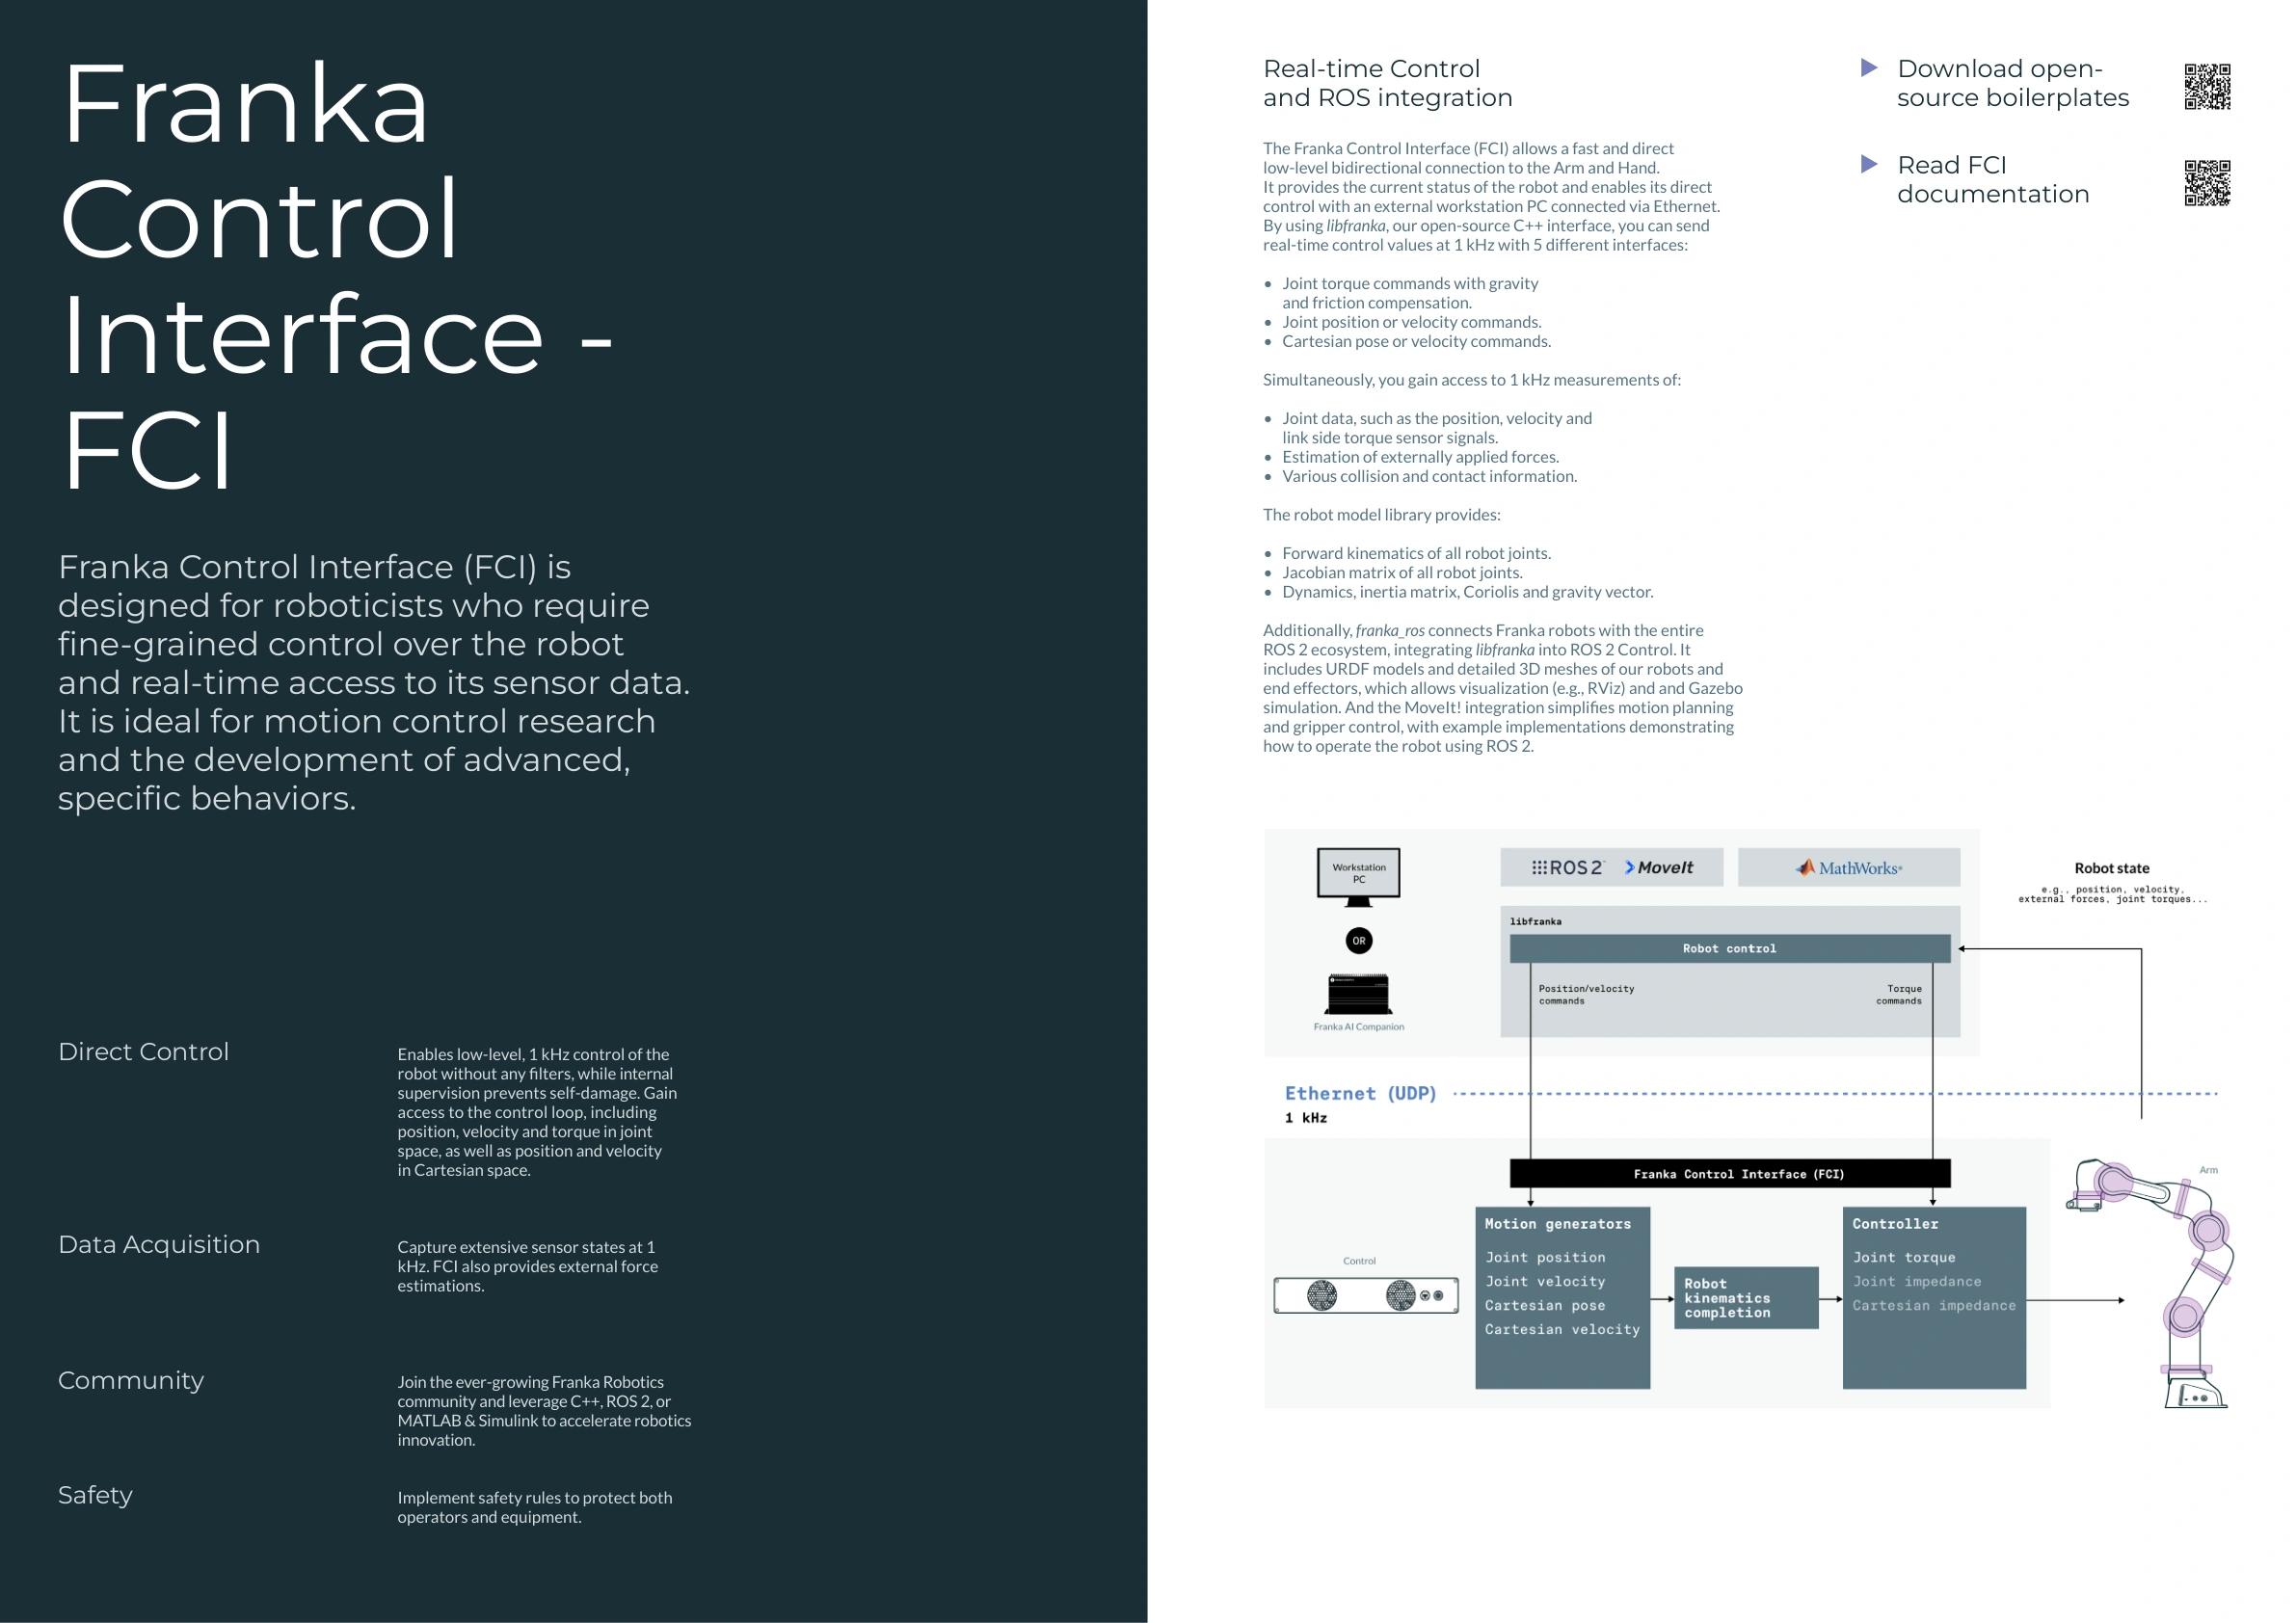 Franka
Control
Interface -
FCI
Franka Control Interface (FCI) is
designed for roboticists who require
fine-grained control over the robot
and real-time access to its sensor data.
It is ideal for motion control research
and the development of advanced,
specific behaviors.
Direct Control
Enables low-level, 1 kHz control of the
robot without any filters, while internal
supervision prevents self-damage. Gain
access to the control loop, including
position, velocity and torque in joint
space, as well as position and velocity
in Cartesian space.
Data Acquisition
Capture extensive sensor states at 1
kHz. FCI also provides external force
estimations.
Community
Join the ever-growing Franka Robotics
community and leverage C++, ROS 2, or
MATLAB & Simulink to accelerate robotics
innovation.
Safety
Implement safety rules to protect both
operators and equipment.
Real-time Control
and ROS integration
The Franka Control Interface (FCI) allows a fast and direct
low-level bidirectional connection to the Arm and Hand.
It provides the current status of the robot and enables its direct
control with an external workstation PC connected via Ethernet.
By using libfranka, our open-source C++ interface, you can send
real-time control values at 1 kHz with 5 different interfaces:
• Joint torque commands with gravity
and friction compensation.
• Joint position or velocity commands.
• Cartesian pose or velocity commands.
Simultaneously, you gain access to 1 kHz measurements of:
• Joint data, such as the position, velocity and
link side torque sensor signals.
• Estimation of externally applied forces.
• Various collision and contact information.
The robot model library provides:
• Forward kinematics of all robot joints.
• Jacobian matrix of all robot joints.
• Dynamics, inertia matrix, Coriolis and gravity vector.
Additionally, franka_ros connects Franka robots with the entire
ROS 2 ecosystem, integrating libfranka into ROS 2 Control. It
includes URDF models and detailed 3D meshes of our robots and
end effectors, which allows visualization (e.g., RViz) and and Gazebo
simulation. And the MoveIt! integration simplifies motion planning
and gripper control, with example implementations demonstrating
how to operate the robot using ROS 2.
Download open-
source boilerplates
Read FCI
documentation
Workstation
PC
OR
Franka AI Companion
ROS 2 MoveIt
MathWorks®
libfranka
Robot control
Position/velocity
commands
Torque
commands
Robot state
e.g., position, velocity,
external forces, joint torques...
Ethernet (UDP)
1 kHz
Franka Control Interface (FCI)
Control
Motion generators
Joint position
Joint velocity
Cartesian pose
Cartesian velocity
Robot
kinematics
completion
Controller
Joint torque
Joint impedance
Cartesian impedance
Arm